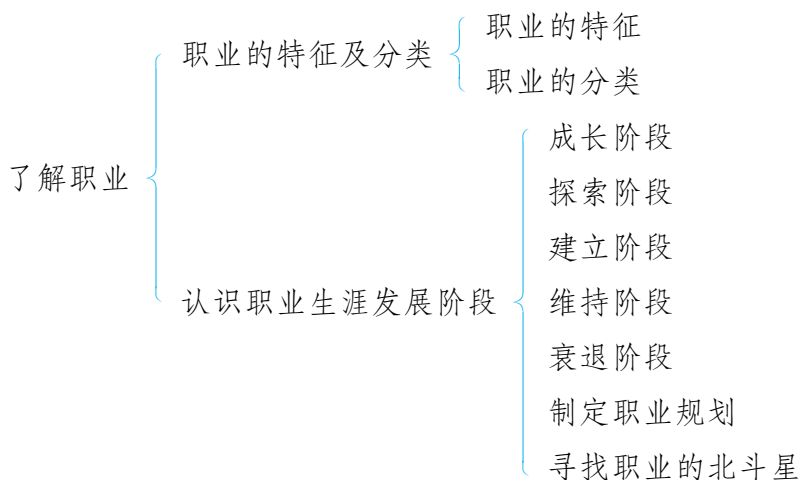 职业的特征
职业的特征及分类
职业的分类
成长阶段
了解职业
探索阶段
建立阶段
认识职业生涯发展阶段
维持阶段
衰退阶段
制定职业规划
寻找职业的北斗星